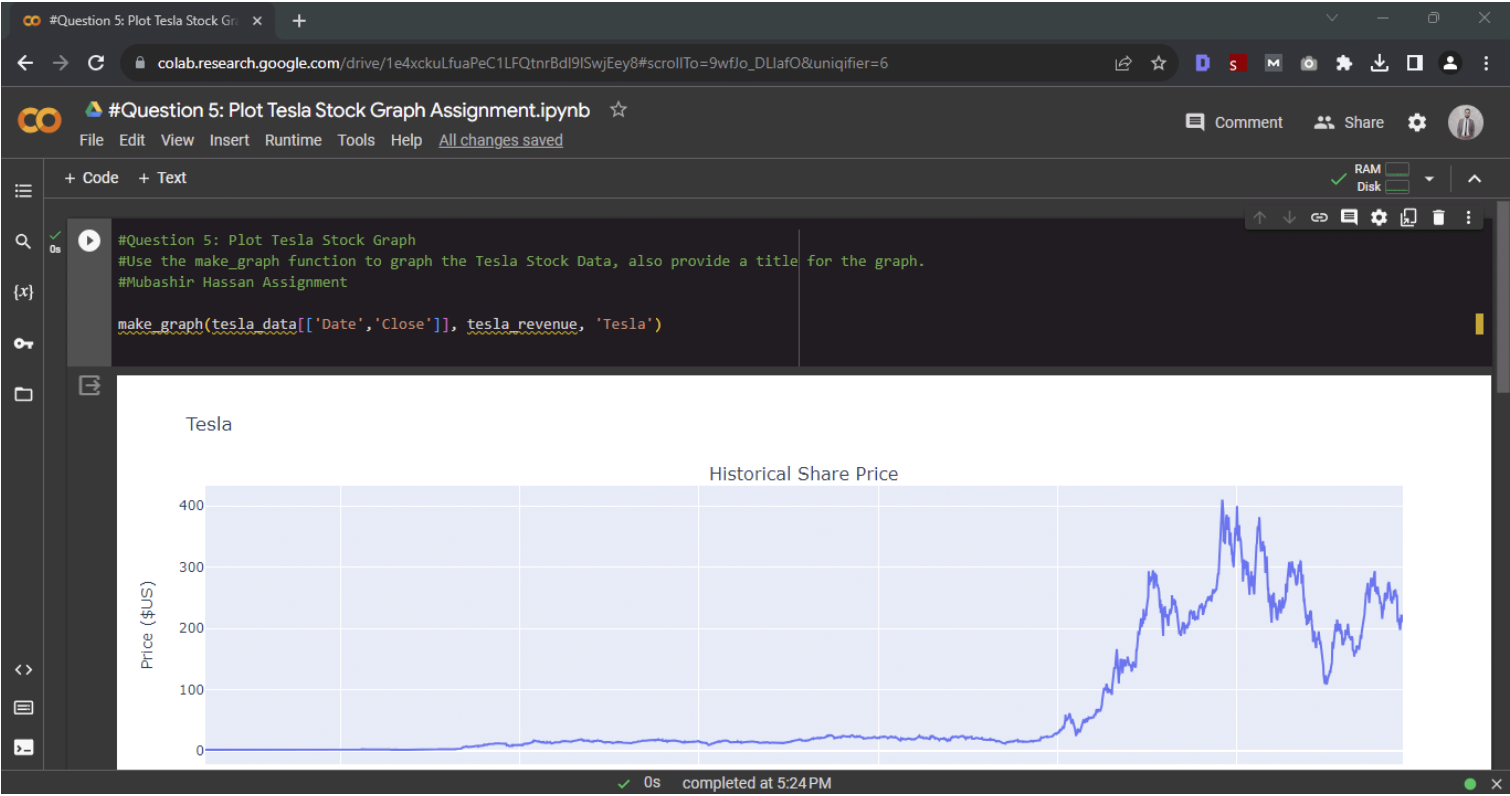 #Question 5: Plot Tesla Stock Gr
colab.research.google.com/drive/1e4xckuLfuaPeC1LFQtnrBdI9ISwjEey8#scrollTo=9wfJo_DLIafO&uniqifier=6
#Question 5: Plot Tesla Stock Graph Assignment.ipynb
File Edit View Insert Runtime Tools Help All changes saved
Comment Share
+ Code + Text
RAM
Disk
0s
#Question 5: Plot Tesla Stock Graph
#Use the make_graph function to graph the Tesla Stock Data, also provide a title for the graph.
#Mubashir Hassan Assignment
make_graph(tesla_data[['Date','Close']], tesla_revenue, 'Tesla')
{x}
Tesla
Historical Share Price
400
300
200
100
0
Price ($US)
0s completed at 5:24 PM